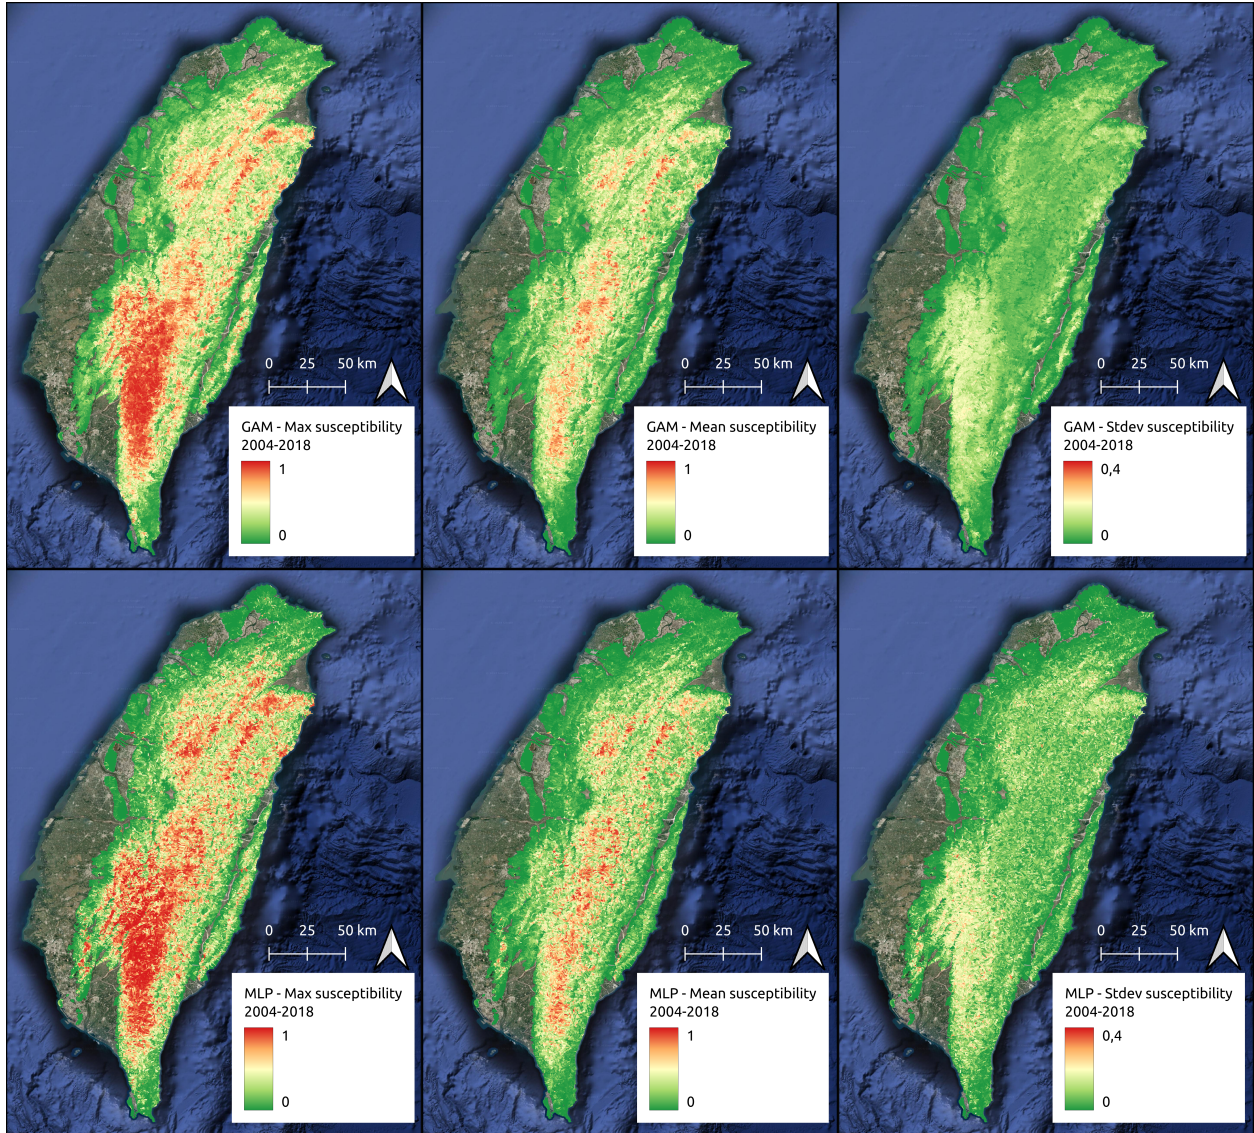 0 25 50 km
GAM - Max susceptibility
2004-2018
1
0
0 25 50 km
GAM - Mean susceptibility
2004-2018
1
0
0 25 50 km
GAM - Stdev susceptibility
2004-2018
0,4
0
0 25 50 km
MLP - Max susceptibility
2004-2018
1
0
0 25 50 km
MLP - Mean susceptibility
2004-2018
1
0
0 25 50 km
MLP - Stdev susceptibility
2004-2018
0,4
0